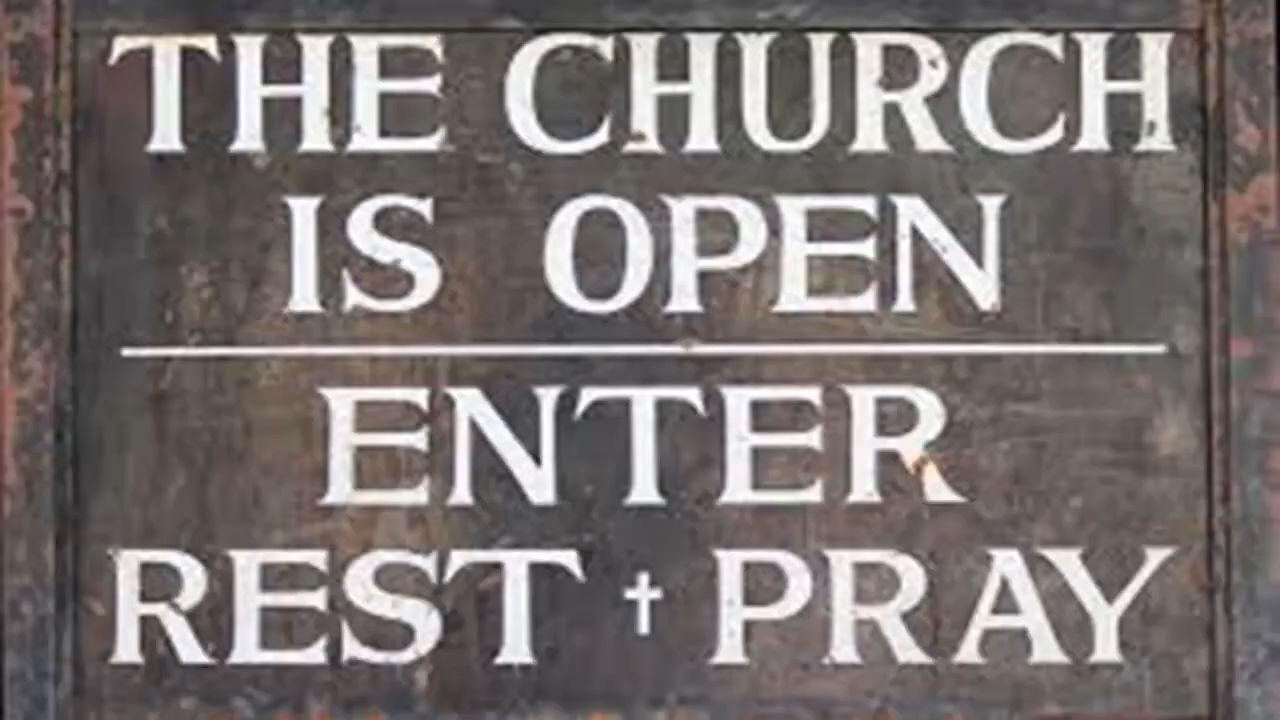 THE CHURCH
IS OPEN
ENTER
REST † PRAY